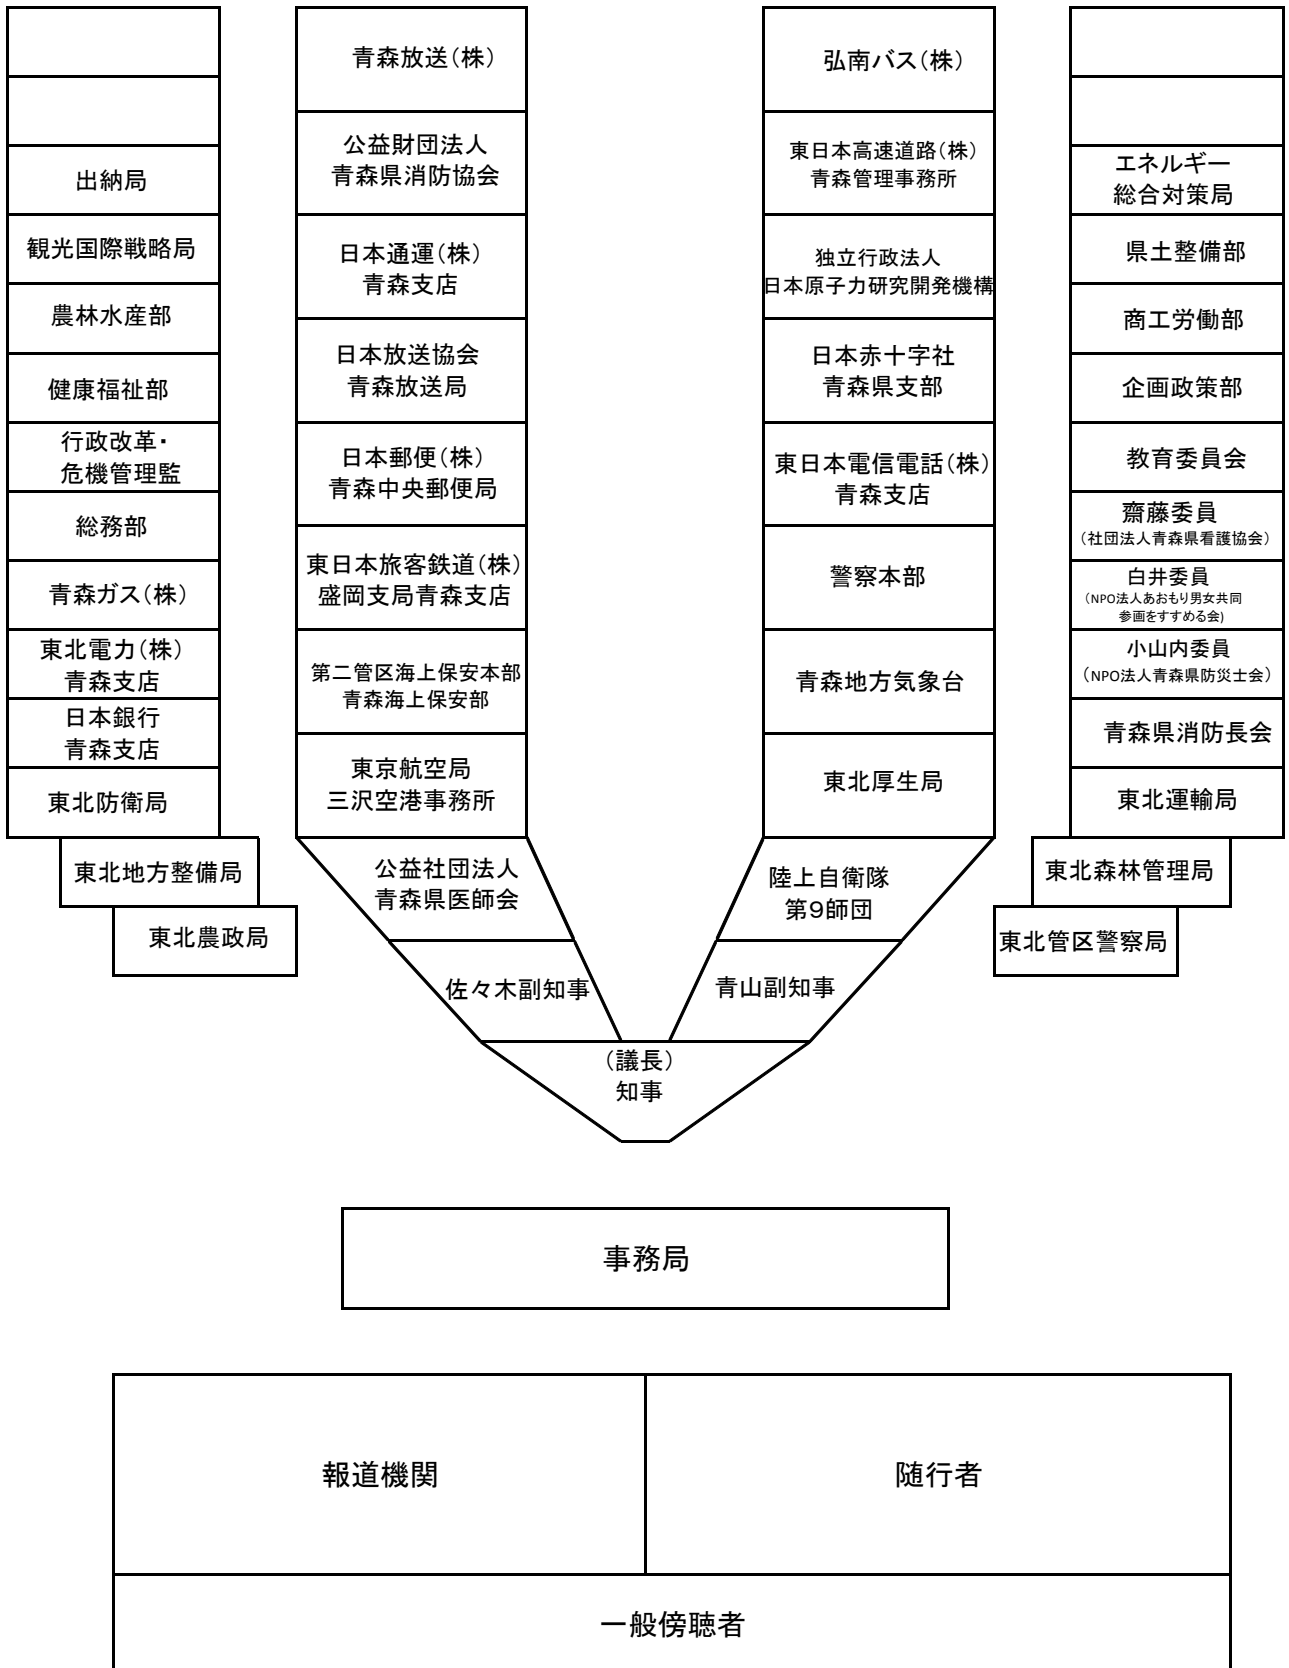 出納局
観光国際戦略局
農林水産部
健康福祉部
行政改革・
危機管理監
総務部
青森ガス(株)
東北電力(株)
青森支店
日本銀行
青森支店
東北防衛局
東北地方整備局
東北農政局
青森放送(株)
公益財団法人
青森県消防協会
日本通運(株)
青森支店
日本放送協会
青森放送局
日本郵便(株)
青森中央郵便局
東日本旅客鉄道(株)
盛岡支局青森支店
第二管区海上保安本部
青森海上保安部
東京航空局
三沢空港事務所
公益社団法人
青森県医師会
佐々木副知事
弘南バス(株)
東日本高速道路(株)
青森管理事務所
独立行政法人
日本原子力研究開発機構
日本赤十字社
青森県支部
東日本電信電話(株)
青森支店
警察本部
青森地方気象台
東北厚生局
陸上自衛隊
第9師団
青山副知事
エネルギー
総合対策局
県土整備部
商工労働部
企画政策部
教育委員会
齋藤委員
(社団法人青森県看護協会)
白井委員
(NPO法人あおもり男女共同
参画をすすめる会)
小山内委員
(NPO法人青森県防災士会)
青森県消防長会
東北運輸局
東北森林管理局
東北管区警察局
(議長)
知事
事務局
報道機関
随行者
一般傍聴者